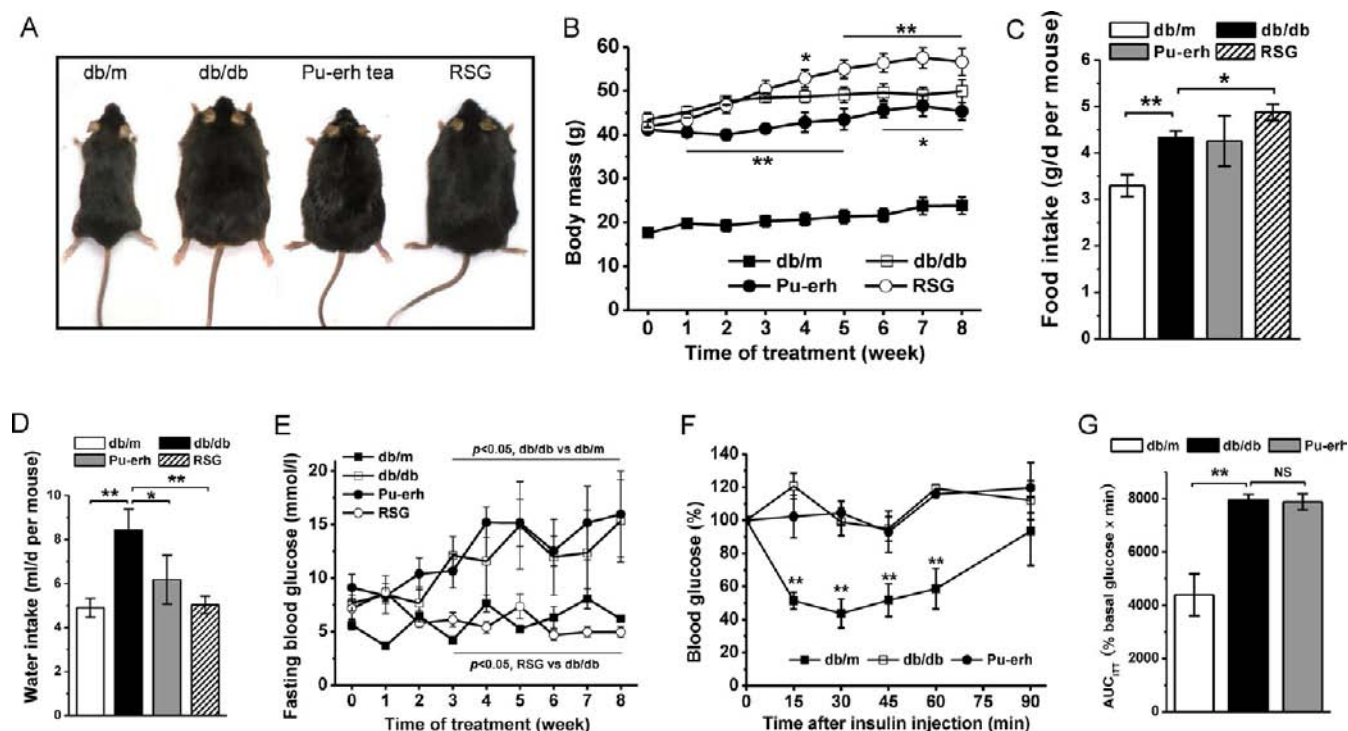 A
db/m db/db Pu-erh tea RSG
B
Body mass (g)
60
50
40
30
20
10
0
**
*
**
*
db/m db/db
Pu-erh RSG
0 1 2 3 4 5 6 7 8
Time of treatment (week)
C
db/m db/db
Pu-erh RSG
Food intake (g/d per mouse)
6
5
4
3
2
1
** *
D
db/m db/db
Pu-erh RSG
Water intake (ml/d per mouse)
10
8
6
4
2
0
** * **
E
p<0.05, db/db vs db/m
db/m
db/db
Pu-erh
RSG
Fasting blood glucose (mmol/l)
20
15
10
5
0
p<0.05, RSG vs db/db
0 1 2 3 4 5 6 7 8
Time of treatment (week)
F
Blood glucose (%)
140
120
100
80
60
40
20
0
** ** ** **
db/m db/db Pu-erh
0 15 30 45 60 75 90
Time after insulin injection (min)
G
db/m db/db Pu-erh
AUCITT (% basal glucose x min)
8000
6000
4000
2000
0
** NS